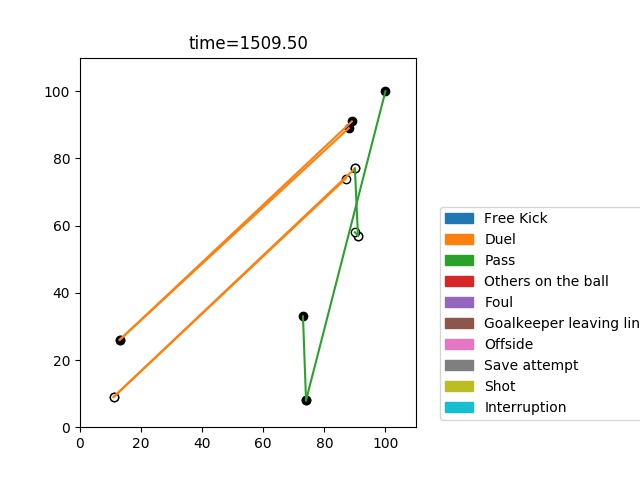 time=1509.50
100
80
60
40
20
0
0 20 40 60 80 100
Free Kick
Duel
Pass
Others on the ball
Foul
Goalkeeper leaving lin
Offside
Save attempt
Shot
Interruption